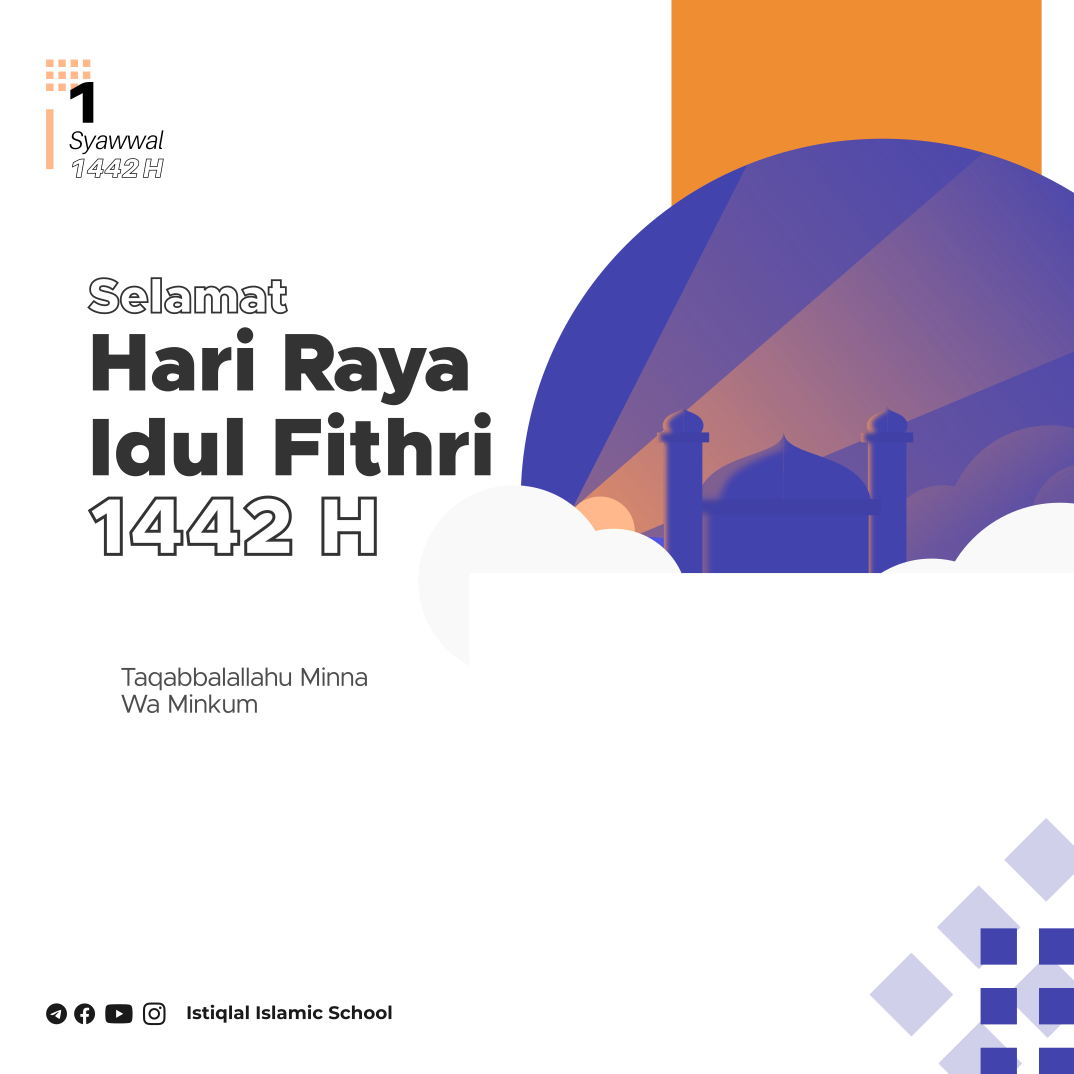 1
Syawwal
1442 H
Selamat
Hari Raya
Idul Fithri
1442 H
Taqabbalallahu Minna
Wa Minkum
Istiqlal Islamic School